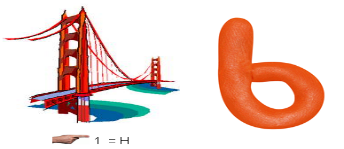 1 = Н
Ь